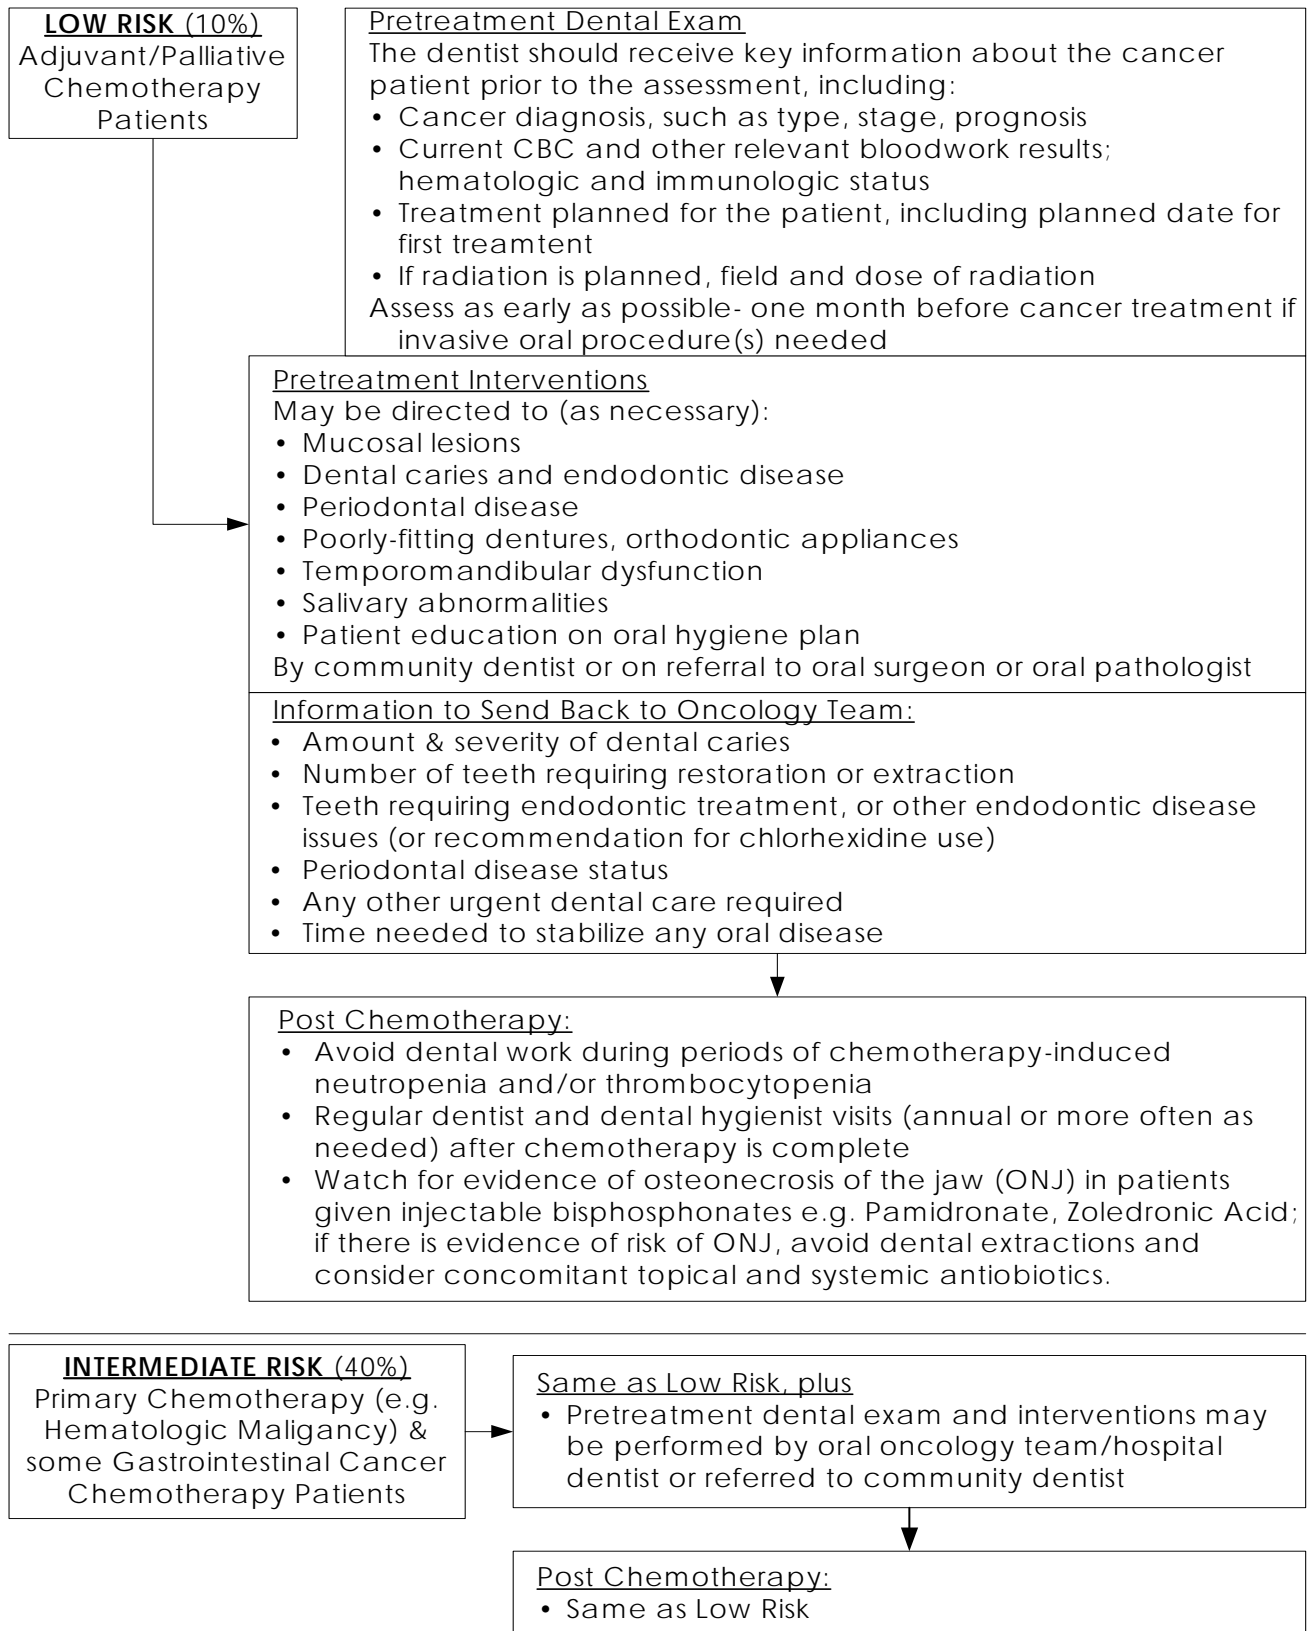 LOW RISK (10%)
Adjuvant/Palliative
Chemotherapy
Patients
Pretreatment Dental Exam
The dentist should receive key information about the cancer
patient prior to the assessment, including:
• Cancer diagnosis, such as type, stage, prognosis
• Current CBC and other relevant bloodwork results;
hematologic and immunologic status
• Treatment planned for the patient, including planned date for
first treamtent
• If radiation is planned, field and dose of radiation
Assess as early as possible- one month before cancer treatment if
invasive oral procedure(s) needed
Pretreatment Interventions
May be directed to (as necessary):
• Mucosal lesions
• Dental caries and endodontic disease
• Periodontal disease
• Poorly-fitting dentures, orthodontic appliances
• Temporomandibular dysfunction
• Salivary abnormalities
• Patient education on oral hygiene plan
By community dentist or on referral to oral surgeon or oral pathologist
Information to Send Back to Oncology Team:
• Amount & severity of dental caries
• Number of teeth requiring restoration or extraction
• Teeth requiring endodontic treatment, or other endodontic disease
issues (or recommendation for chlorhexidine use)
• Periodontal disease status
• Any other urgent dental care required
• Time needed to stabilize any oral disease
Post Chemotherapy:
• Avoid dental work during periods of chemotherapy-induced
neutropenia and/or thrombocytopenia
• Regular dentist and dental hygienist visits (annual or more often as
needed) after chemotherapy is complete
• Watch for evidence of osteonecrosis of the jaw (ONJ) in patients
given injectable bisphosphonates e.g. Pamidronate, Zoledronic Acid;
if there is evidence of risk of ONJ, avoid dental extractions and
consider concomitant topical and systemic antiobiotics.
INTERMEDIATE RISK (40%)
Primary Chemotherapy (e.g.
Hematologic Maligancy) &
some Gastrointestinal Cancer
Chemotherapy Patients
Same as Low Risk, plus
• Pretreatment dental exam and interventions may
be performed by oral oncology team/hospital
dentist or referred to community dentist
Post Chemotherapy:
• Same as Low Risk